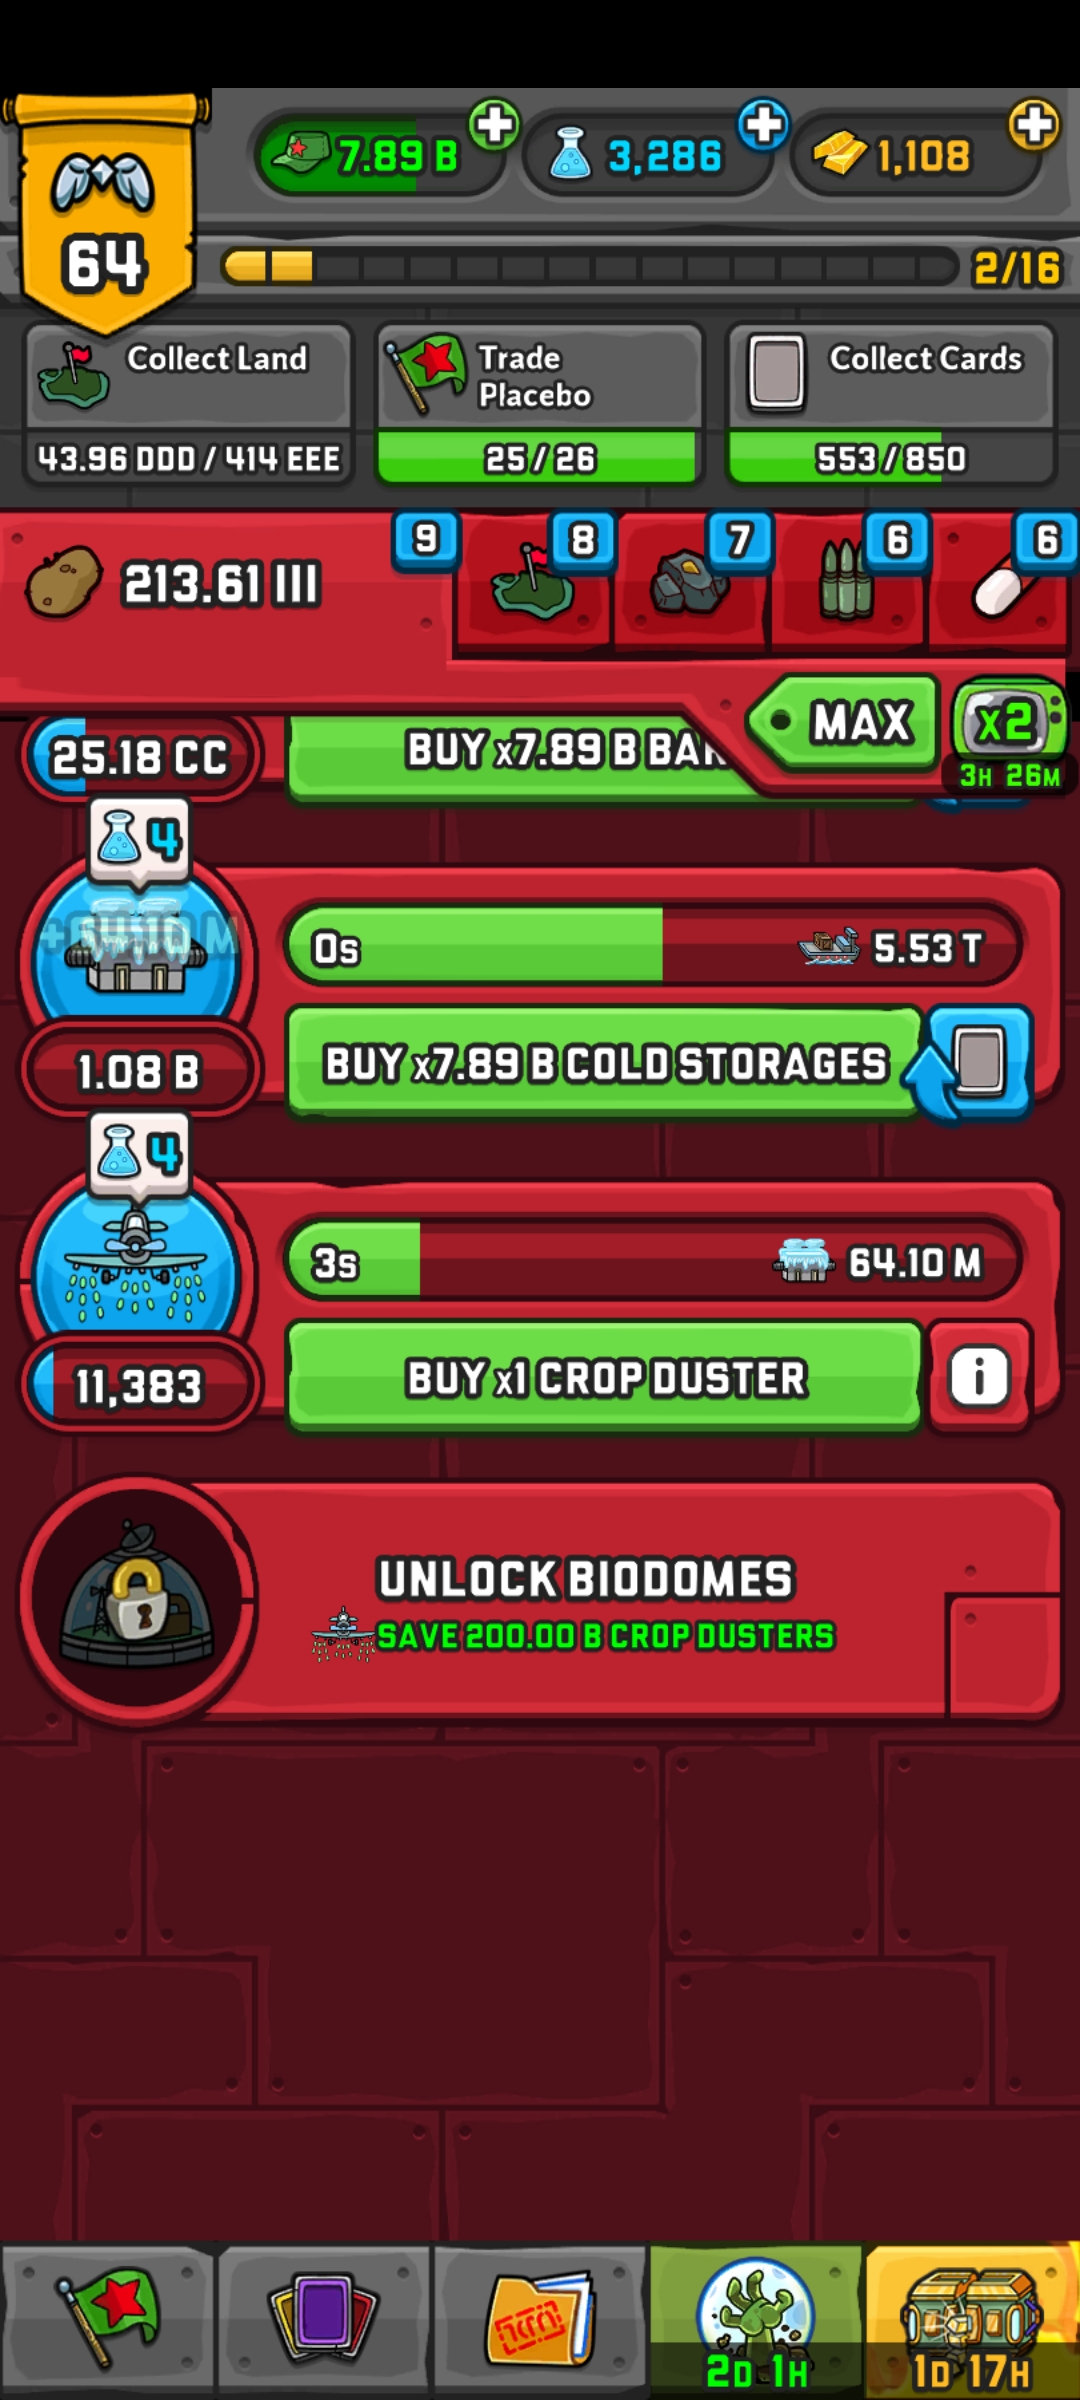 7.89 B
3,286
1,108
64
2/16
Collect Land
43.96 DDD / 414 EEE
Trade
Placebo
25 / 26
Collect Cards
553 / 850
213.61 III
9
8
7
6
6
MAX
x2
3H 26M
25.18 CC
BUY x7.89 B BAR
4
+64.10 M
0s
5.53 T
1.08 B
BUY x7.89 B COLD STORAGES
4
3s
64.10 M
11,383
BUY x1 CROP DUSTER
i
UNLOCK BIODOMES
SAVE 200.00 B CROP DUSTERS
2D 1H
1D 17H